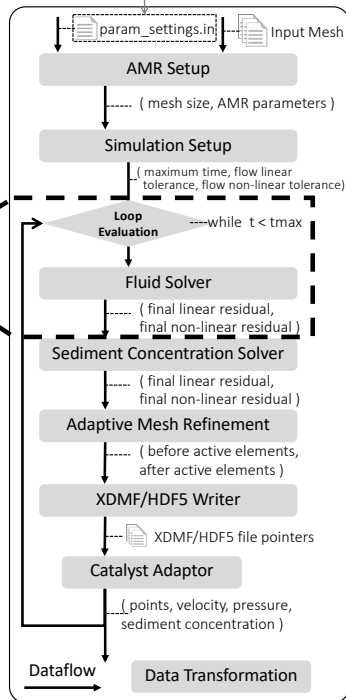 param_settings.in
Input Mesh
AMR Setup
( mesh size, AMR parameters )
Simulation Setup
( maximum time, flow linear
tolerance, flow non-linear tolerance)
Loop
Evaluation
while t < tmax
Fluid Solver
( final linear residual,
final non-linear residual )
Sediment Concentration Solver
( final linear residual,
final non-linear residual )
Adaptive Mesh Refinement
( before active elements,
after active elements )
XDMF/HDF5 Writer
XDMF/HDF5 file pointers
Catalyst Adaptor
( points, velocity, pressure,
sediment concentration )
Dataflow
Data Transformation